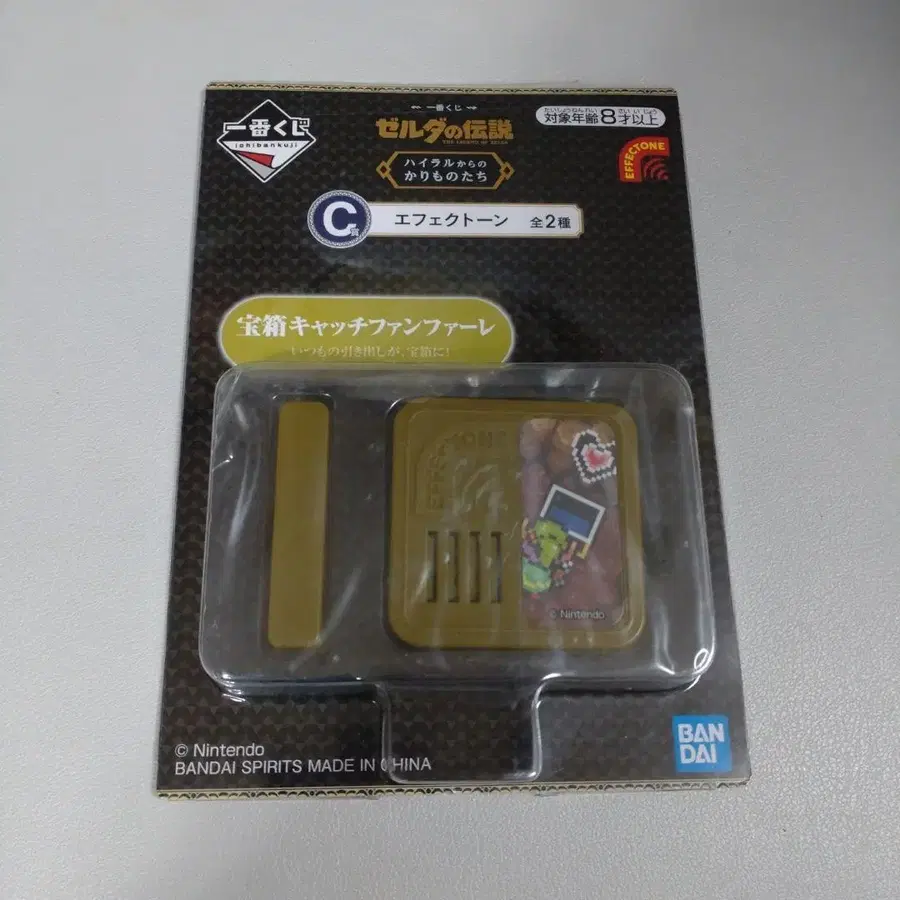 一番くじ
ichibankuji
一番くじ
ゼルダの伝説
THE LEGEND OF ZELDA
ハイラルからの
かりものたち
たいしょうねんれい 8 さい いじょう
対象年齢8才以上
EFFECTONE
C賞
エフェクトーン 全2種
宝箱キャッチファンファーレ
いつもの引き出しが、宝箱に!
EFFECTONE
© Nintendo
© Nintendo
BANDAI SPIRITS MADE IN CHINA
BAN
DAI